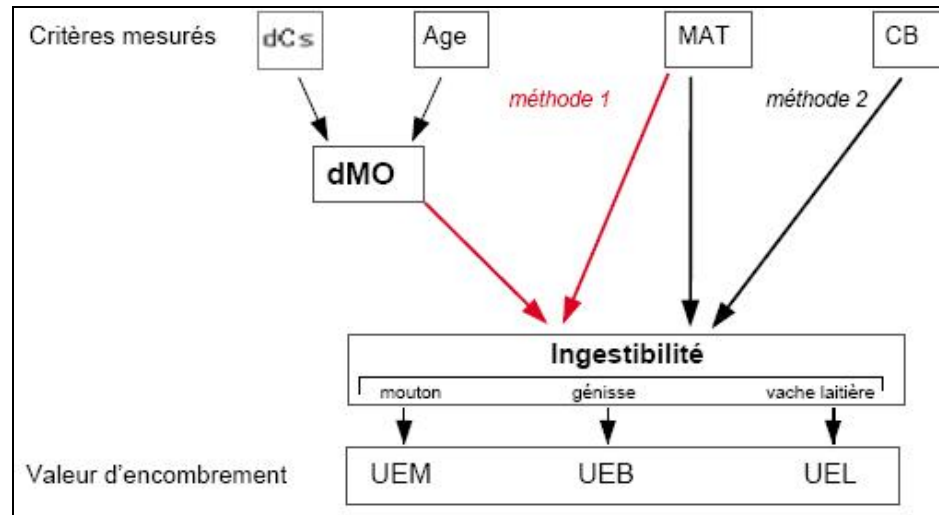 Critères mesurés dCs Age MAT CB
méthode 1 méthode 2
dMO
Ingestibilité
mouton génisse vache laitière
Valeur d'encombrement UEM UEB UEL